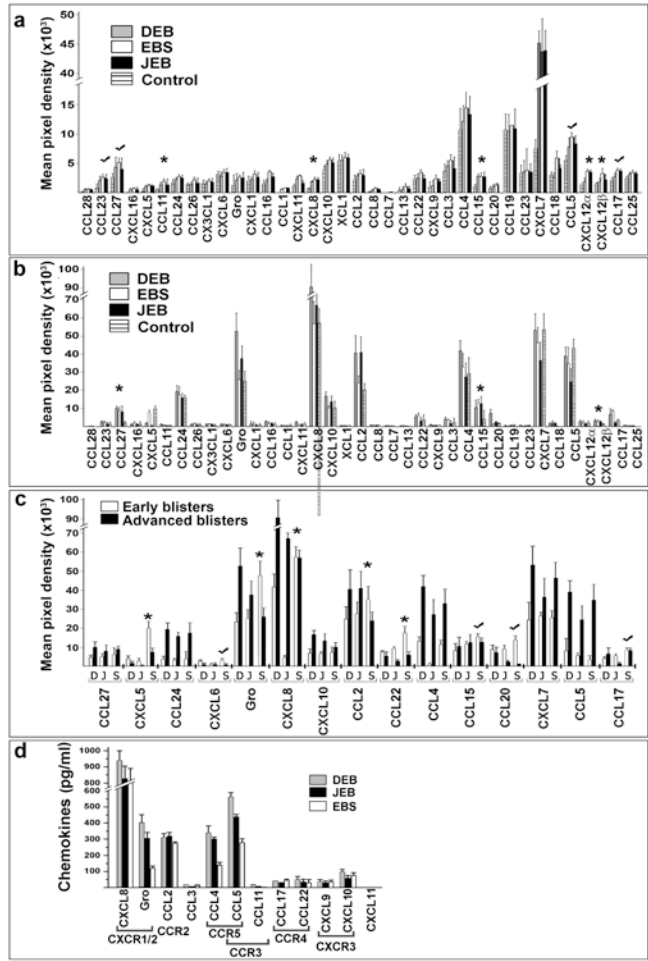 a
Mean pixel density (x10³)
50
45
15
10
5
DEB
EBS
JEB
Control
CCL28
CCL23
CCL27
CXCL16
CXCL5
CCL11
CCL24
CCL26
CX3CL1
CXCL6
Gro
CXCL1
CCL16
CCL1
CXCL11
CXCL8
CXCL10
XCL1
CCL2
CCL8
CCL7
CCL13
CCL22
CXCL9
CCL3
CCL4
CCL15
CCL20
CCL19
CCL23
CXCL7
CCL18
CCL5
CXCL12α
CXCL12β
CCL17
CCL25
b
Mean pixel density (x10³)
100
90
80
70
60
50
40
30
20
10
DEB
EBS
JEB
Control
CCL28
CCL23
CCL27
CXCL16
CXCL5
CCL11
CCL24
CCL26
CX3CL1
CXCL6
Gro
CXCL1
CCL16
CCL1
CXCL11
CXCL8
CXCL10
XCL1
CCL2
CCL8
CCL7
CCL13
CCL22
CXCL9
CCL3
CCL4
CCL15
CCL20
CCL19
CCL23
CXCL7
CCL18
CCL5
CXCL12α
CXCL12β
CCL17
CCL25
c
Mean pixel density (x10³)
100
90
70
60
50
40
30
20
10
Early blisters
Advanced blisters
D J S D J S D J S D J S D J S D J S D J S D J S D J S D J S D J S D J S D J S D J S D J S
CCL27
CXCL5
CCL24
CXCL6
Gro
CXCL8
CXCL10
CCL2
CCL22
CCL4
CCL15
CCL20
CXCL7
CCL5
CCL17
d
Chemokines (pg/ml)
1000
900
800
600
500
400
300
200
100
DEB
JEB
EBS
CXCL8
Gro
CCL2
CCL3
CCL4
CCL5
CCL11
CCL17
CCL22
CXCL9
CXCL10
CXCL11
CXCR1/2
CCR2
CCR5
CCR3
CCR4
CXCR3